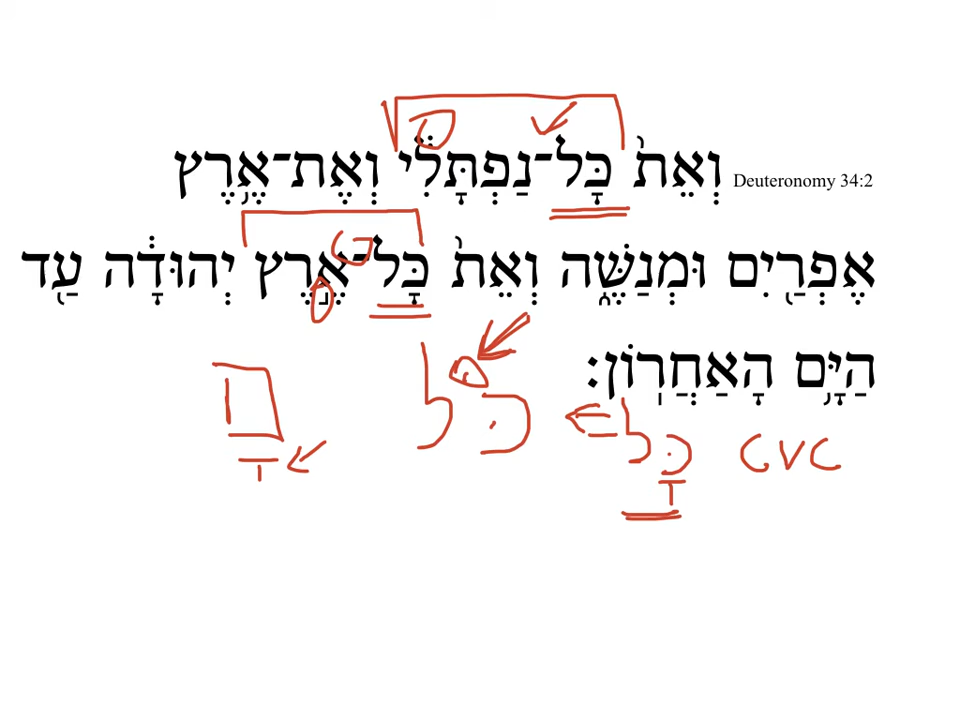 Deuteronomy 34:2 וְאֵת֙ כָּל־נַפְתָּלִ֔י וְאֶת־אֶ֥רֶץ
אֶפְרַ֖יִם וּמְנַשֶּׁ֑ה וְאֵת֙ כָּל־אֶ֣רֶץ יְהוּדָ֔ה עַ֖ד
הַיָּ֥ם הָאַחֲרֽוֹן׃
כֹּל ⇐ כָּל CVC